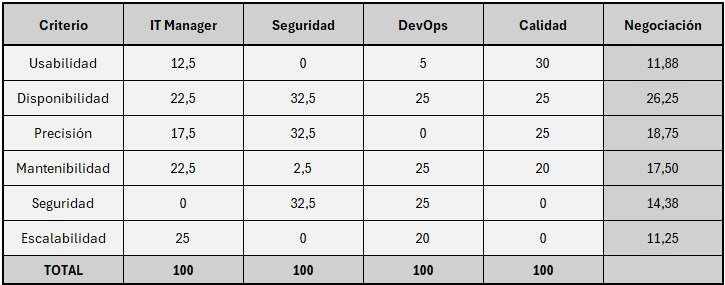 Criterio IT Manager Seguridad DevOps Calidad Negociación
Usabilidad 12,5 0 5 30 11,88
Disponibilidad 22,5 32,5 25 25 26,25
Precisión 17,5 32,5 0 25 18,75
Mantenibilidad 22,5 2,5 25 20 17,50
Seguridad 0 32,5 25 0 14,38
Escalabilidad 25 0 20 0 11,25
TOTAL 100 100 100 100